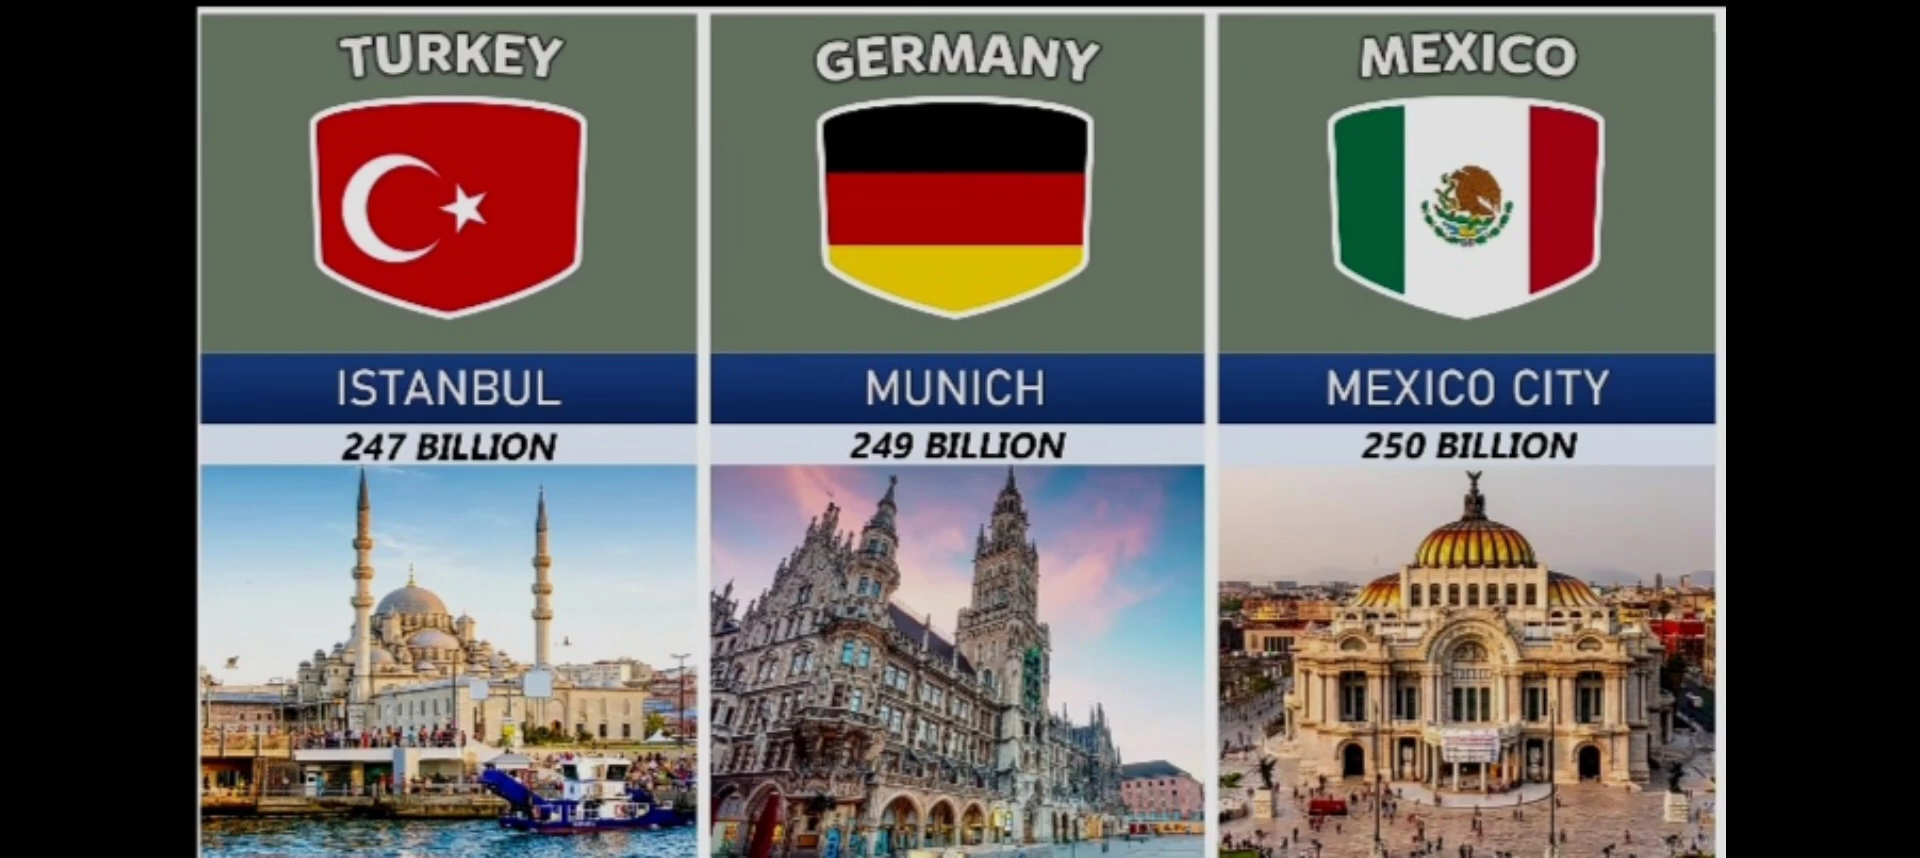 TURKEY
ISTANBUL
247 BILLION
GERMANY
MUNICH
249 BILLION
MEXICO
MEXICO CITY
250 BILLION